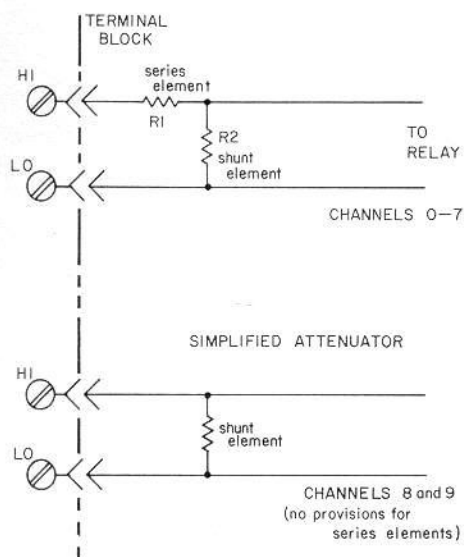 TERMINAL
BLOCK
HI
series
element
R1
R2
shunt
element
TO
RELAY
LO
CHANNELS 0-7
SIMPLIFIED ATTENUATOR
HI
shunt
element
LO
CHANNELS 8 and 9
(no provisions for
series elements)